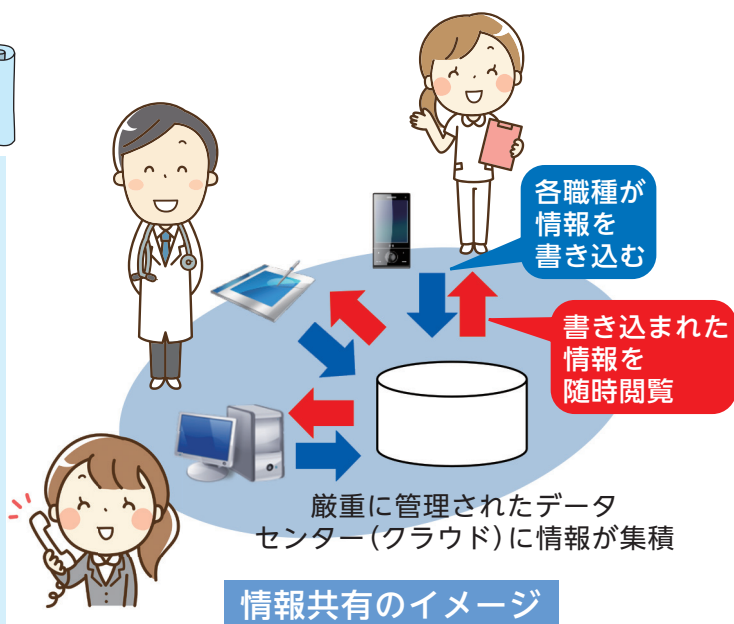 各職種が
情報を
書き込む
書き込まれた
情報を
随時閲覧
厳重に管理されたデータ
センター(クラウド)に情報が集積
情報共有のイメージ